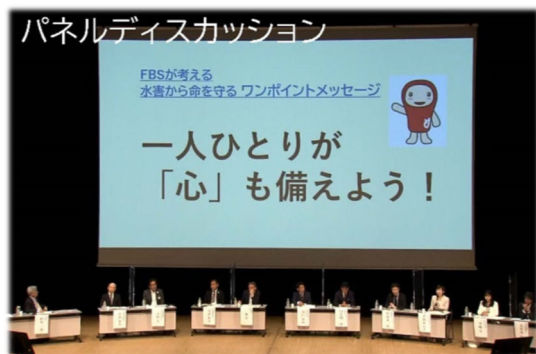 パネルディスカッション
FBSが考える
水害から命を守る ワンポイントメッセージ
一人ひとりが
「心」も備えよう！